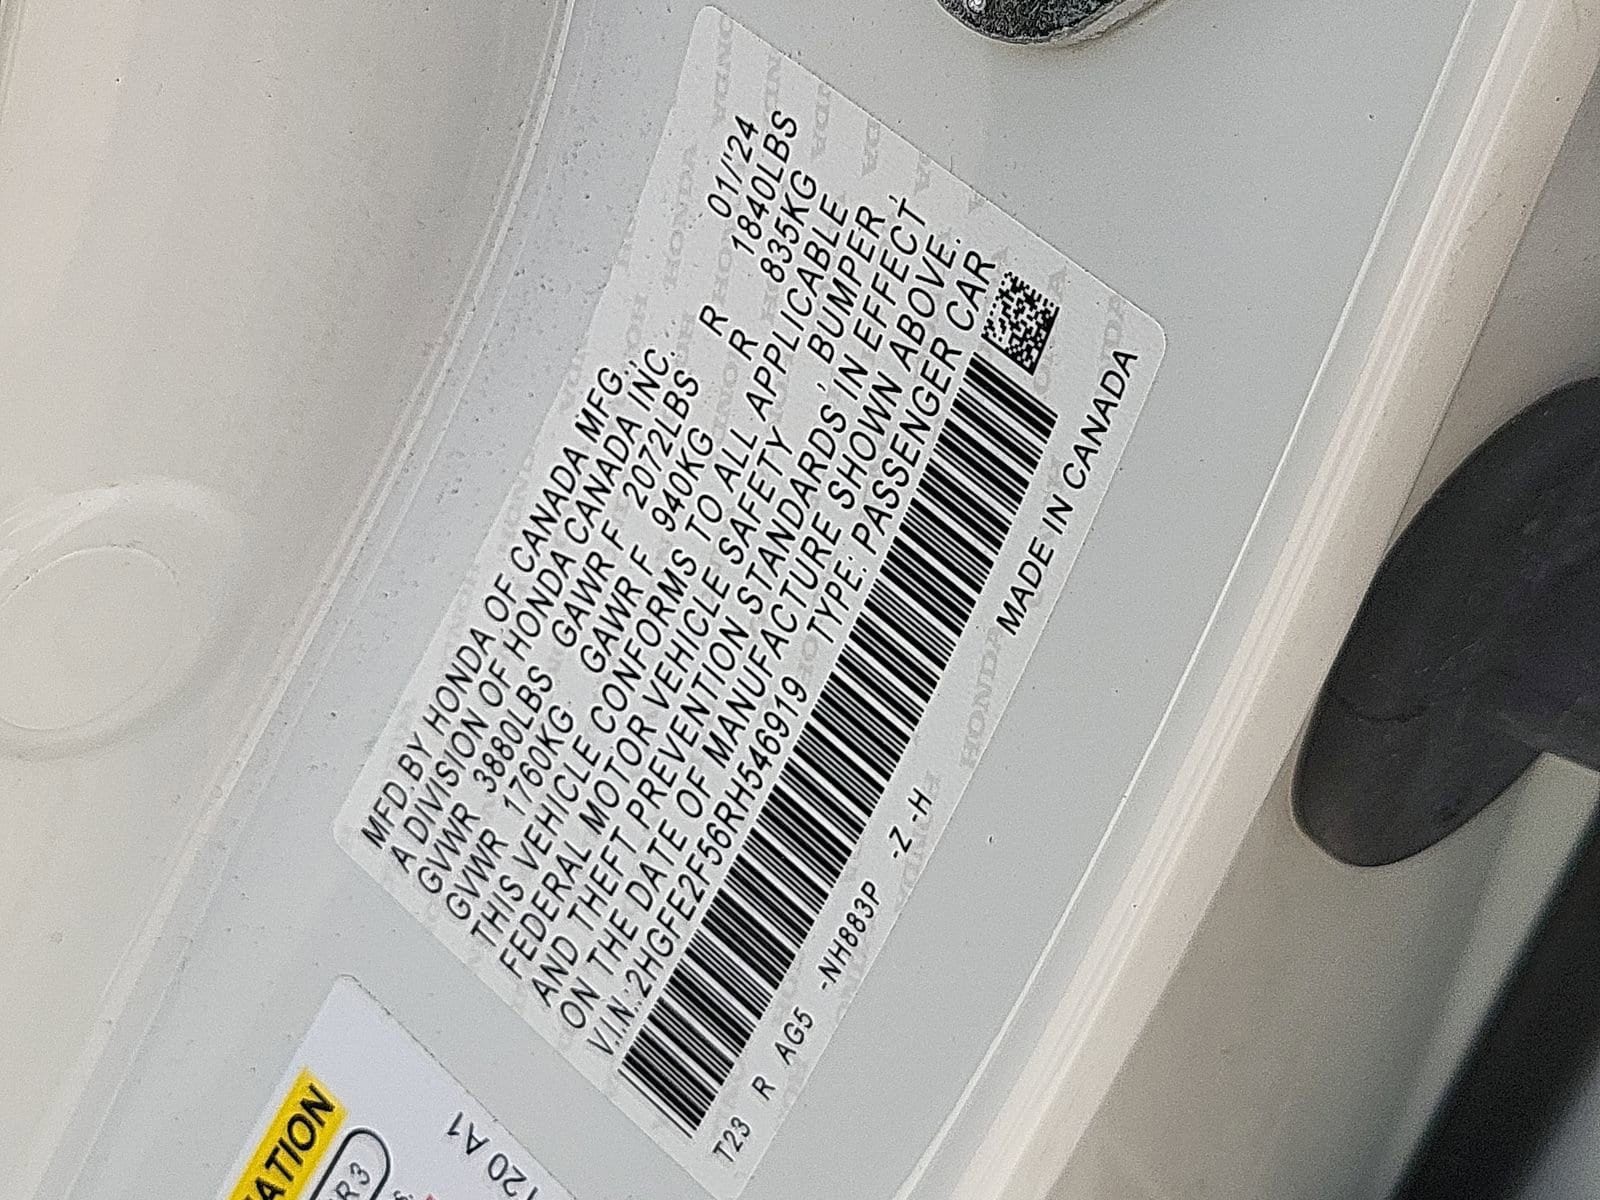 MFD.BY HONDA OF CANADA MFG.,
A DIVISION OF HONDA CANADA INC. 01/'24
GVWR 3880LBS GAWR F 2072LBS R 1840LBS
GVWR 1760KG GAWR F 940KG R 835KG
THIS VEHICLE CONFORMS TO ALL APPLICABLE
FEDERAL MOTOR VEHICLE SAFETY , BUMPER ,
AND THEFT PREVENTION STANDARDS IN EFFECT
ON THE DATE OF MANUFACTURE SHOWN ABOVE.
V.I.N.:2HGFE2F56RH546919 TYPE: PASSENGER CAR
T23 R AG5 -NH883P -Z -H MADE IN CANADA
120 A1